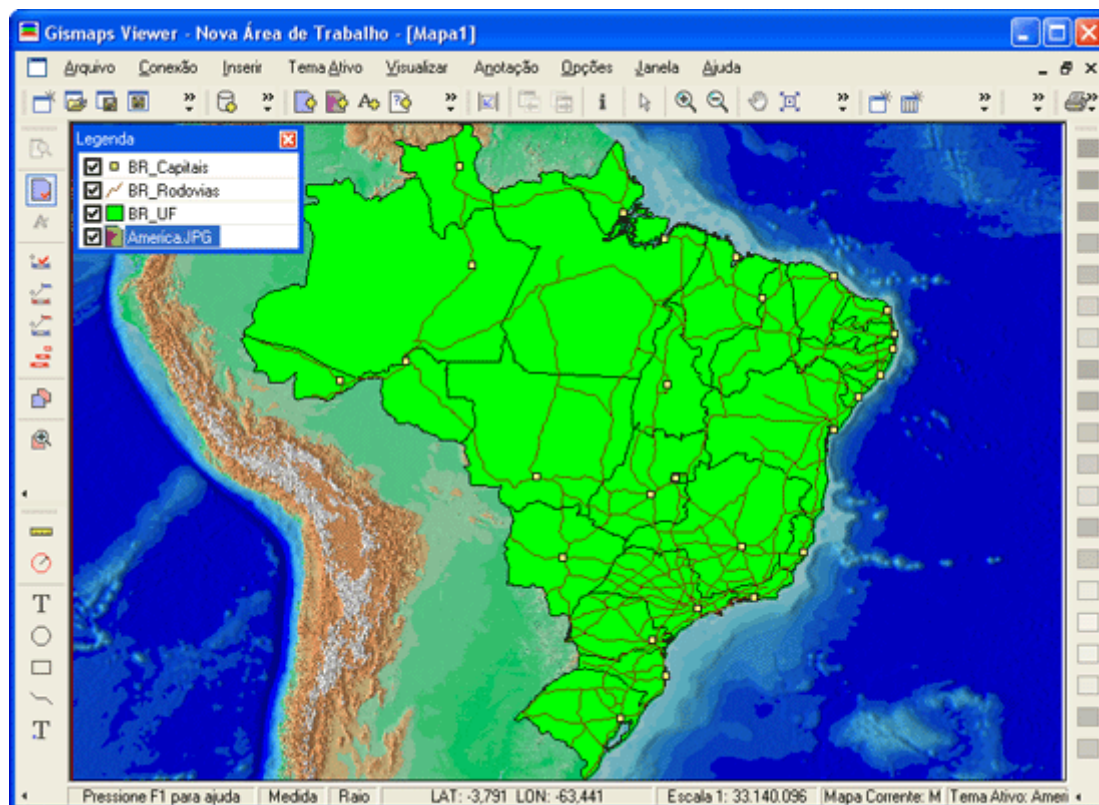 Gismaps Viewer - Nova Área de Trabalho - [Mapa1]
Arquivo Conexão Inserir Tema Ativo Visualizar Anotação Opções Janela Ajuda
Legenda
BR_Capitais
BR_Rodovias
BR_UF
America.JPG
Pressione F1 para ajuda Medida Raio LAT: -3,791 LON: -63,441 Escala 1: 33.140.096 Mapa Corrente: M Tema Ativo: Ameri